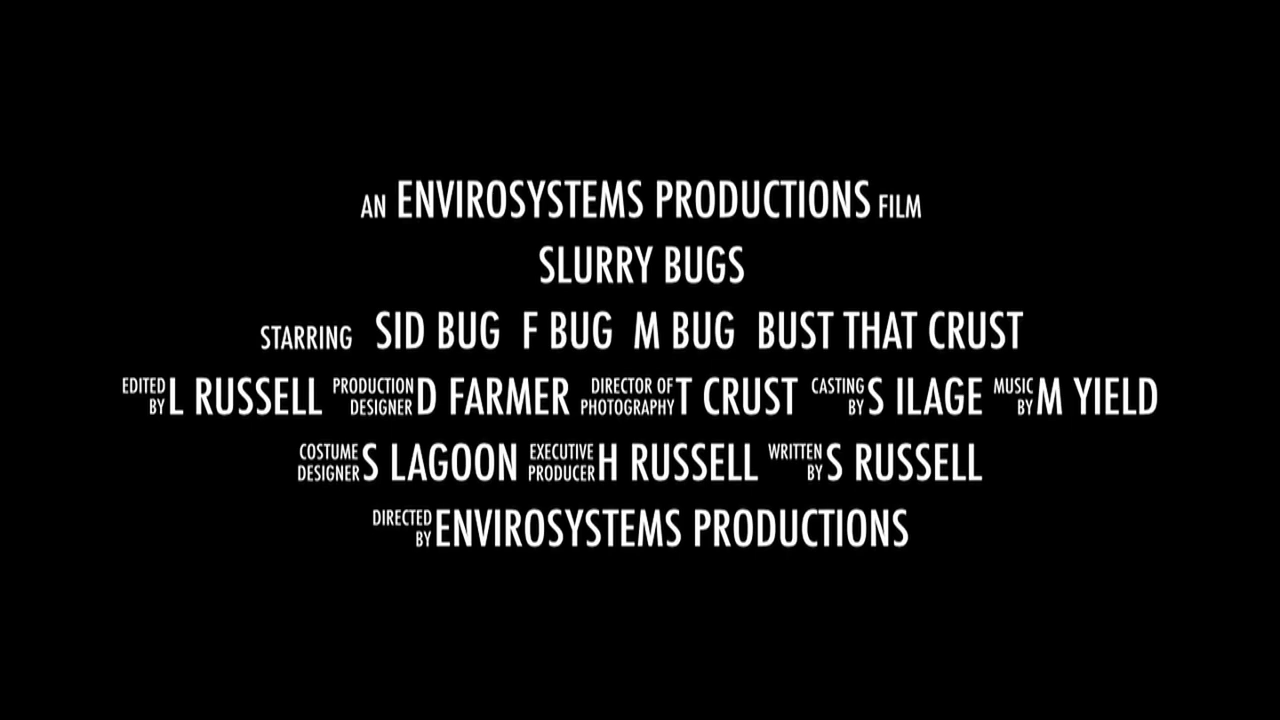 AN ENVIROSYSTEMS PRODUCTIONS FILM
SLURRY BUGS
STARRING SID BUG F BUG M BUG BUST THAT CRUST
EDITED BY L RUSSELL PRODUCTION DESIGNER D FARMER DIRECTOR OF PHOTOGRAPHY T CRUST CASTING BY S ILAGE MUSIC BY M YIELD
COSTUME DESIGNER S LAGOON EXECUTIVE PRODUCER H RUSSELL WRITTEN BY S RUSSELL
DIRECTED BY ENVIROSYSTEMS PRODUCTIONS